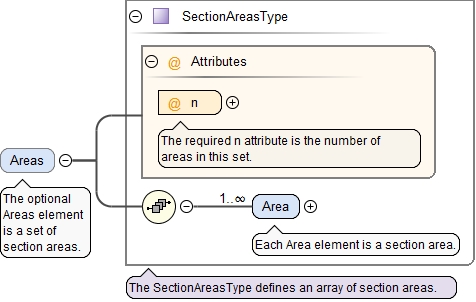 SectionAreasType
@ Attributes
@ n
The required n attribute is the number of
areas in this set.
Areas
The optional
Areas element
is a set of
section areas.
1..∞
Area
Each Area element is a section area.
The SectionAreasType defines an array of section areas.